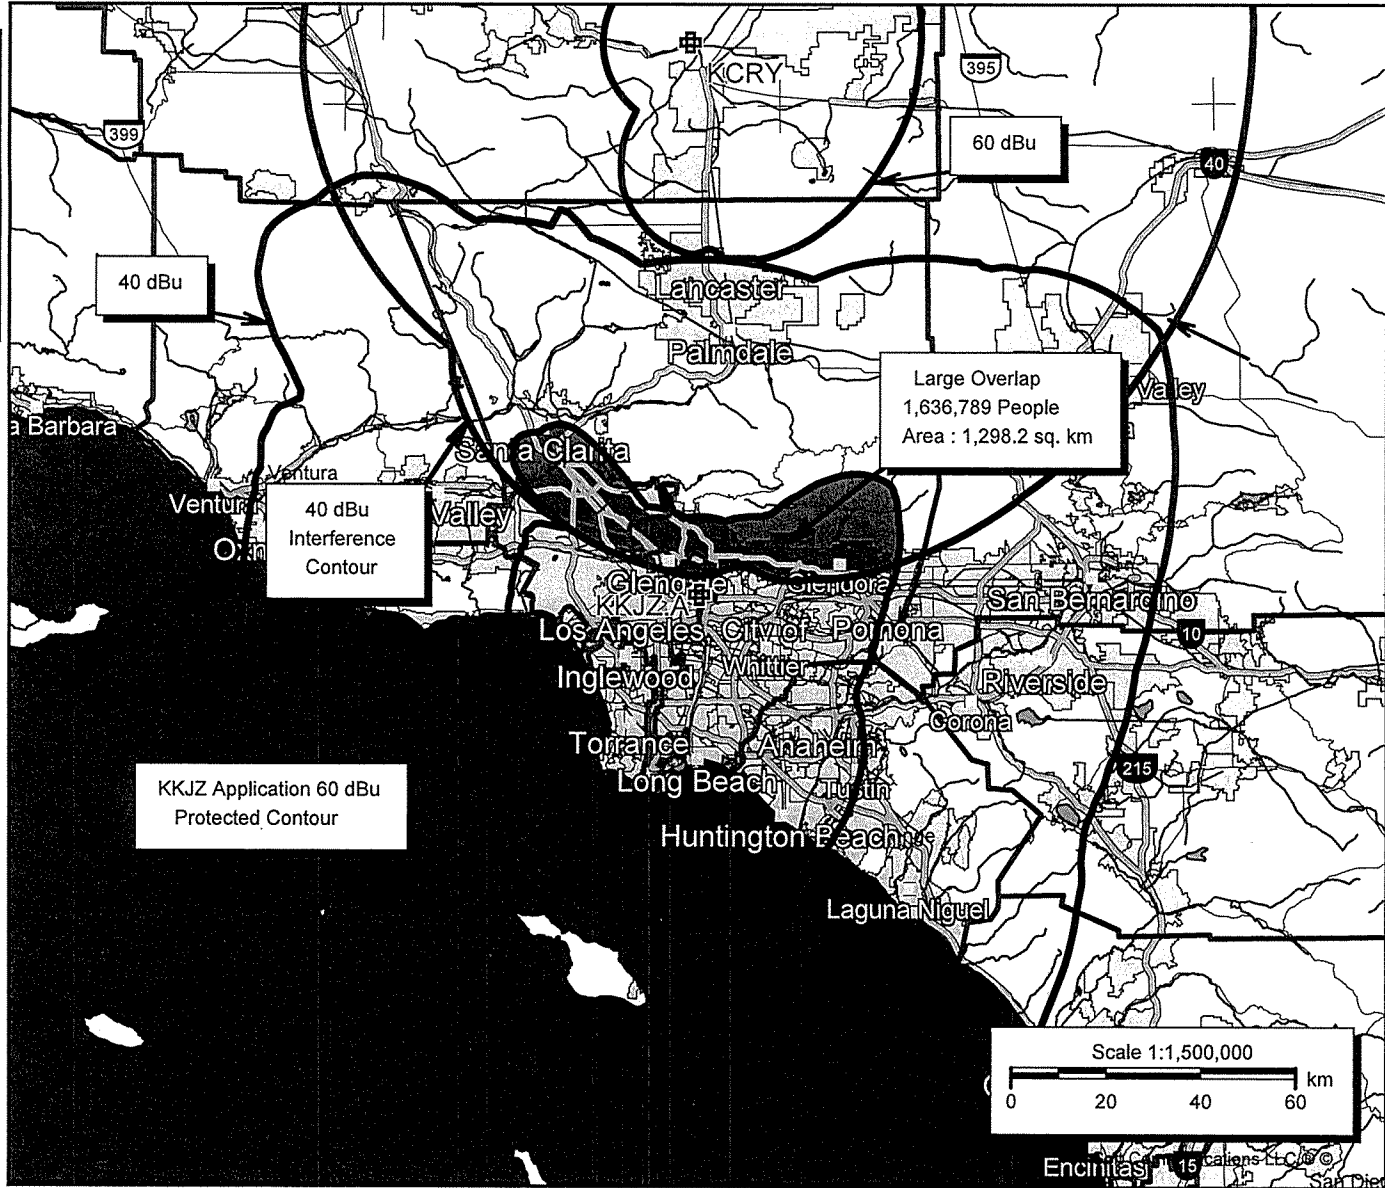 KCRY
395
399
60 dBu
40
40 dBu
Lancaster
Palmdale
Large Overlap
1,636,789 People
Area : 1,298.2 sq. km
Valley
a Barbara
Santa Clarita
Ventura
Ventura
40 dBu
Interference
Contour
Valley
Glendale
Glendora
KKJZ.A
San Bernardino
Los Angeles
City of
Pomona
10
Whittier
Inglewood
Riverside
Corona
Torrance
Anaheim
215
Long Beach
Tustin
KKJZ Application 60 dBu
Protected Contour
Huntington Beach
Laguna Niguel
Scale 1:1,500,000
km
0 20 40 60
Encinitas
15
cations LLC ® ©
San Die